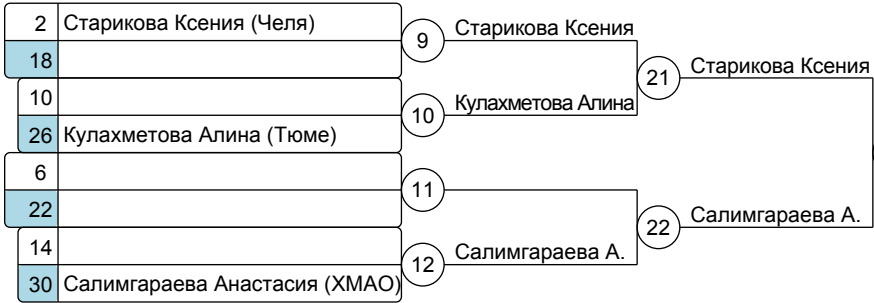 2 Старикова Ксения (Челя)
18
10
26 Кулахметова Алина (Тюме)
6
22
14
30 Салимгараева Анастасия (ХМАО)
9
Старикова Ксения
10
Кулахметова Алина
11
12
Салимгараева А.
21
Старикова Ксения
22
Салимгараева А.